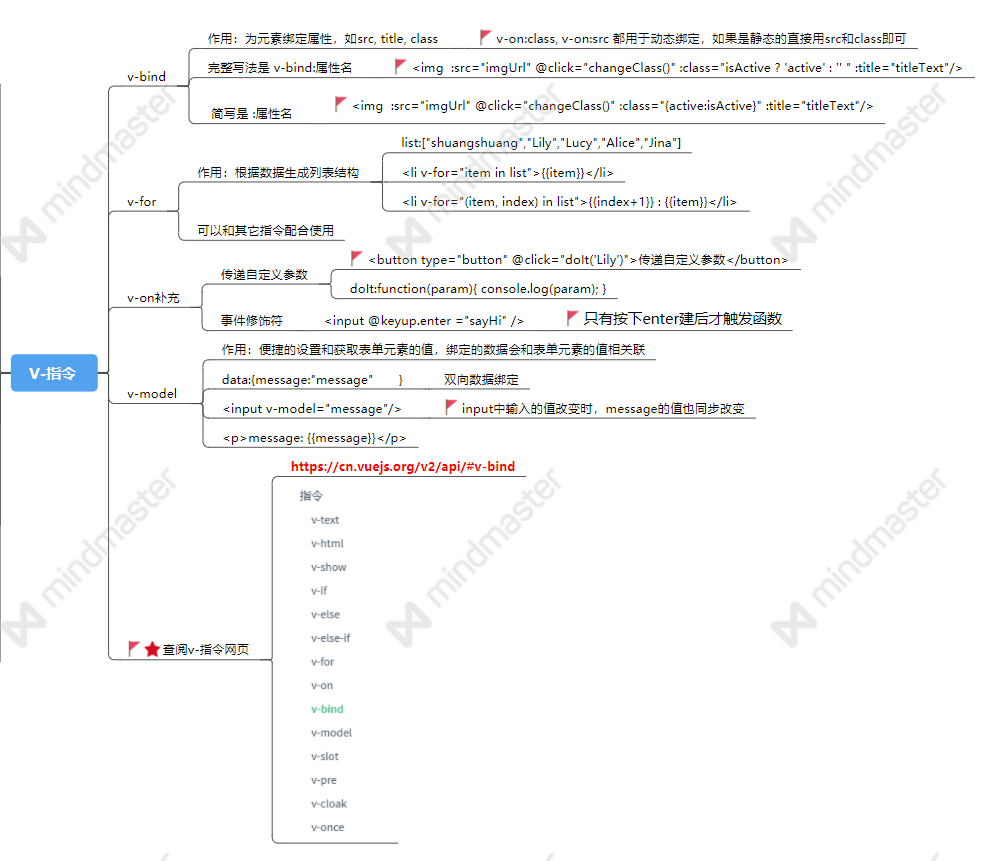 V-指令
v-bind
作用：为元素绑定属性，如src, title, class
v-on:class, v-on:src 都用于动态绑定，如果是静态的直接用src和class即可
完整写法是 v-bind:属性名
<img :src="imgUrl" @click="changeClass()" :class="isActive ? 'active' : '' " :title="titleText"/>
简写是 :属性名
<img :src="imgUrl" @click="changeClass()" :class="{active:isActive}" :title="titleText"/>
v-for
作用：根据数据生成列表结构
list:["shuangshuang","Lily","Lucy","Alice","Jina"]
<li v-for="item in list">{{item}}</li>
<li v-for="(item, index) in list">{{index+1}} : {{item}}</li>
可以和其它指令配合使用
v-on补充
传递自定义参数
<button type="button" @click="doIt('Lily')">传递自定义参数</button>
doIt:function(param){ console.log(param); }
事件修饰符
<input @keyup.enter ="sayHi" />
只有按下enter建后才触发函数
v-model
作用：便捷的设置和获取表单元素的值，绑定的数据会和表单元素的值相关联
data:{message:"message" }
双向数据绑定
<input v-model="message"/>
input中输入的值改变时，message的值也同步改变
<p>message: {{message}}</p>
查阅v-指令网页
https://cn.vuejs.org/v2/api/#v-bind
指令
v-text
v-html
v-show
v-if
v-else
v-else-if
v-for
v-on
v-bind
v-model
v-slot
v-pre
v-cloak
v-once
mindmaster
mindmaster
mindmaster
mindmaster
mindmaster
mindmaster